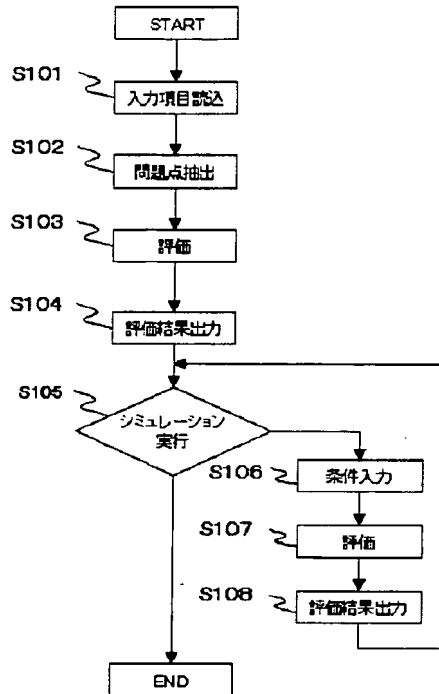 START
S101
入力項目読込
S102
問題点抽出
S103
評価
S104
評価結果出力
S105
シミュレーション
実行
S106
条件入力
S107
評価
S108
評価結果出力
END